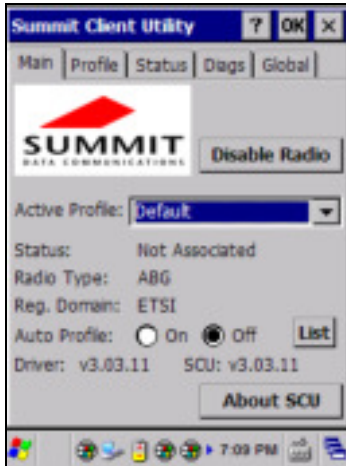 Summit Client Utility ? OK ×
Main Profile Status Diags Global
SUMMIT
DATA COMMUNICATIONS
Disable Radio
Active Profile: Default
Status: Not Associated
Radio Type: ABG
Reg. Domain: ETSI
Auto Profile: On Off List
Driver: v3.03.11 SCU: v3.03.11
About SCU
7:09 PM